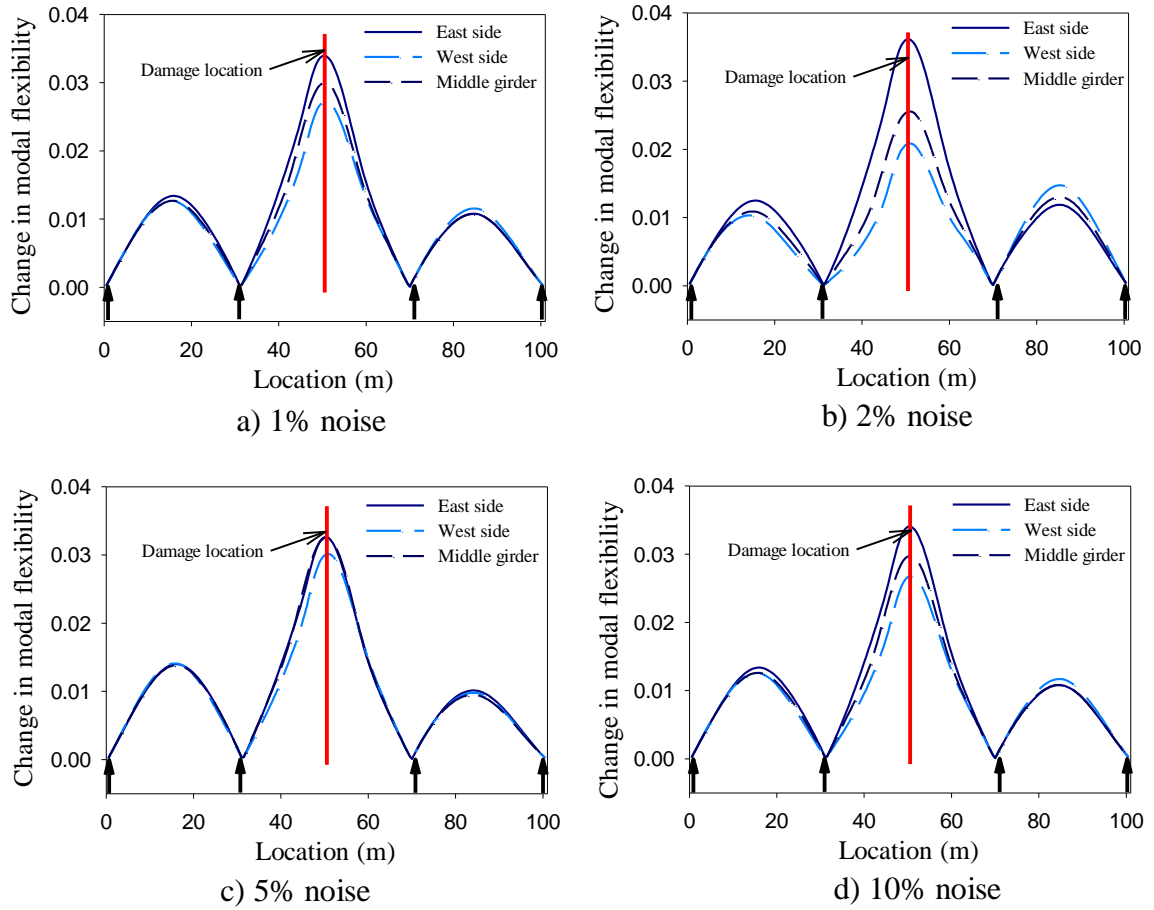 Change in modal flexibility
0.04
0.03
0.02
0.01
0.00
Damage location
East side
West side
Middle girder
0 20 40 60 80 100
Location (m)
a) 1% noise
Change in modal flexibility
0.04
0.03
0.02
0.01
0.00
Damage location
East side
West side
Middle girder
0 20 40 60 80 100
Location (m)
b) 2% noise
Change in modal flexibility
0.04
0.03
0.02
0.01
0.00
Damage location
East side
West side
Middle girder
0 20 40 60 80 100
Location (m)
c) 5% noise
Change in modal flexibility
0.04
0.03
0.02
0.01
0.00
Damage location
East side
West side
Middle girder
0 20 40 60 80 100
Location (m)
d) 10% noise